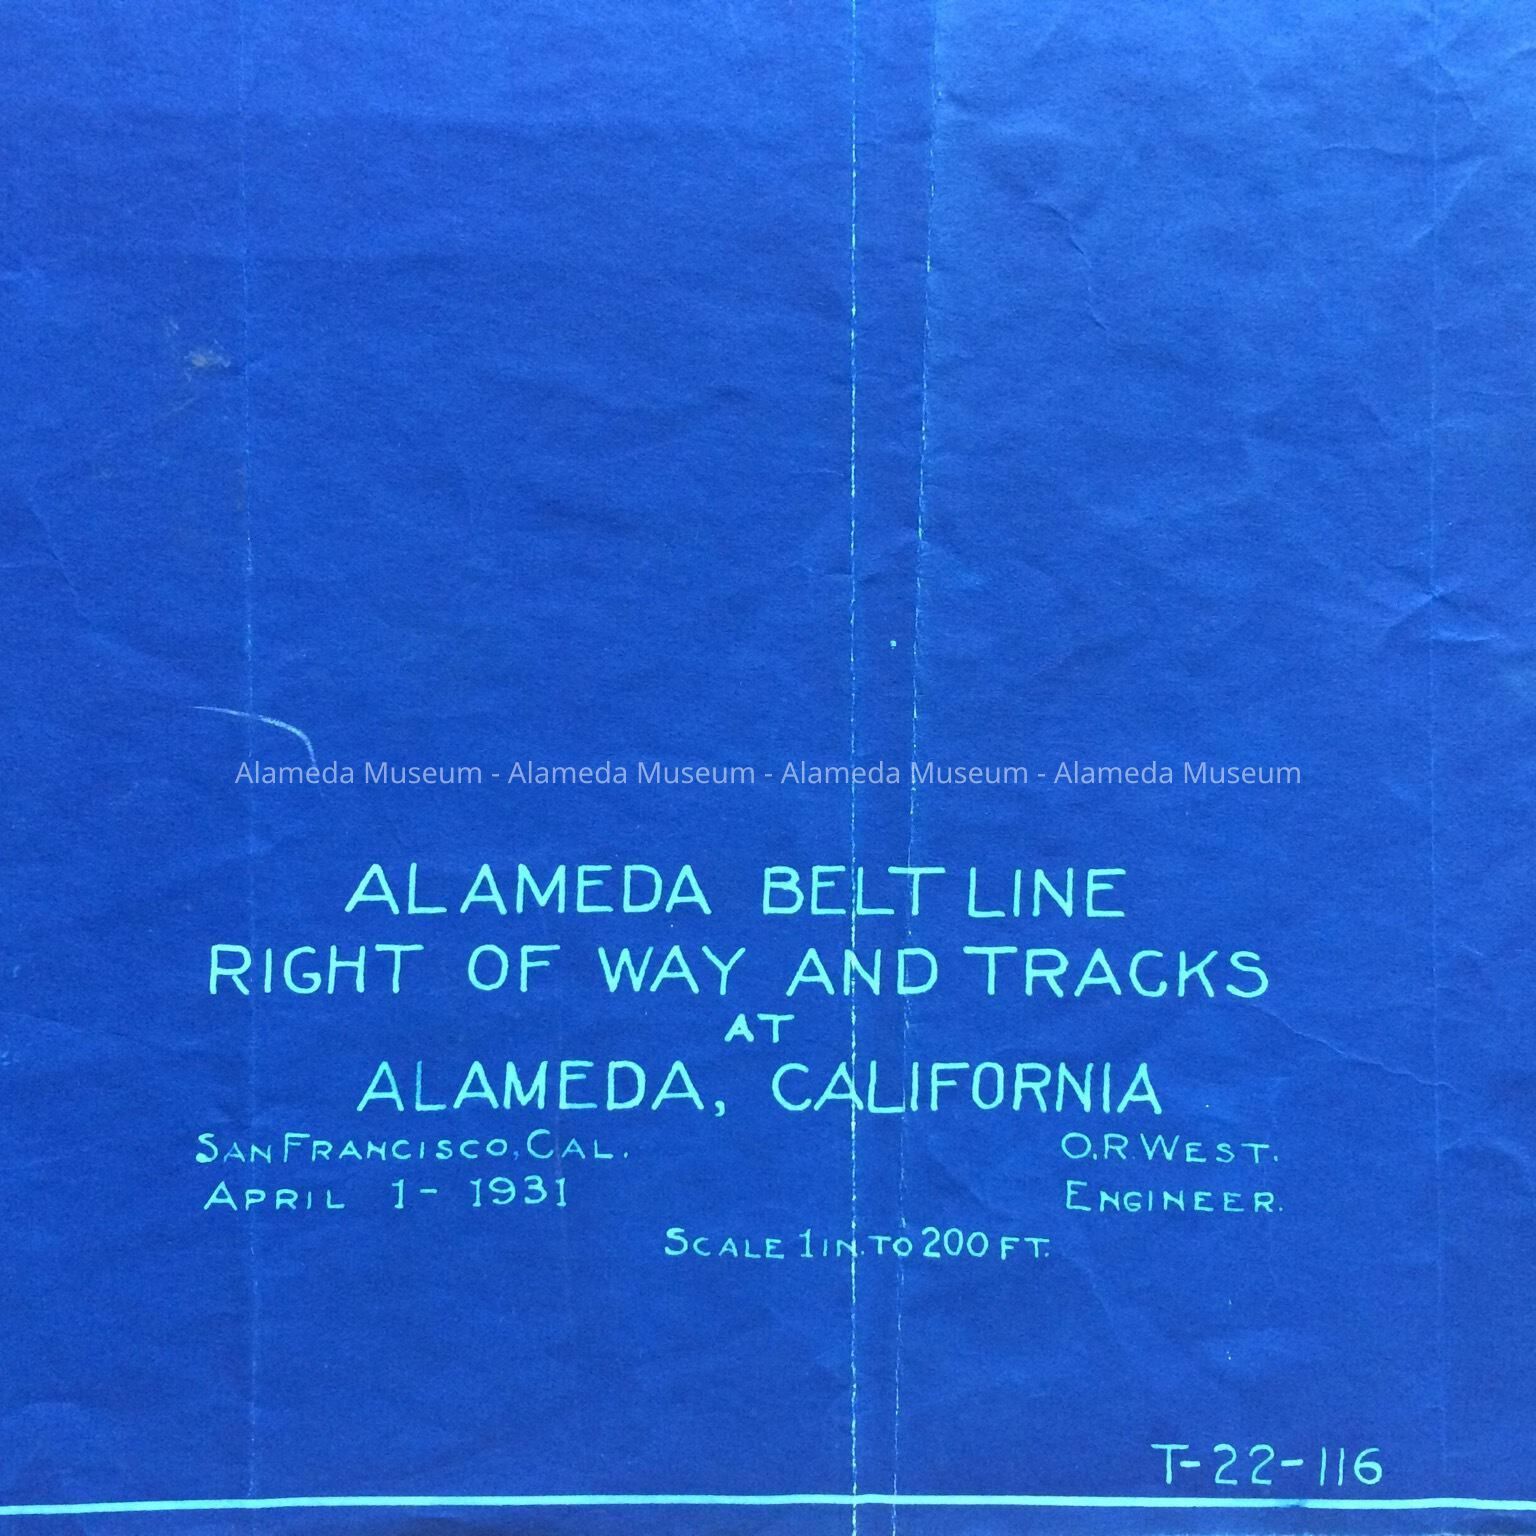 Alameda Museum - Alameda Museum - Alameda Museum - Alameda Museum
ALAMEDA BELT LINE
RIGHT OF WAY AND TRACKS
AT
ALAMEDA, CALIFORNIA
SAN FRANCISCO, CAL.
APRIL 1- 1931
O.R. WEST.
ENGINEER.
SCALE 1 IN. TO 200 FT.
T-22-116